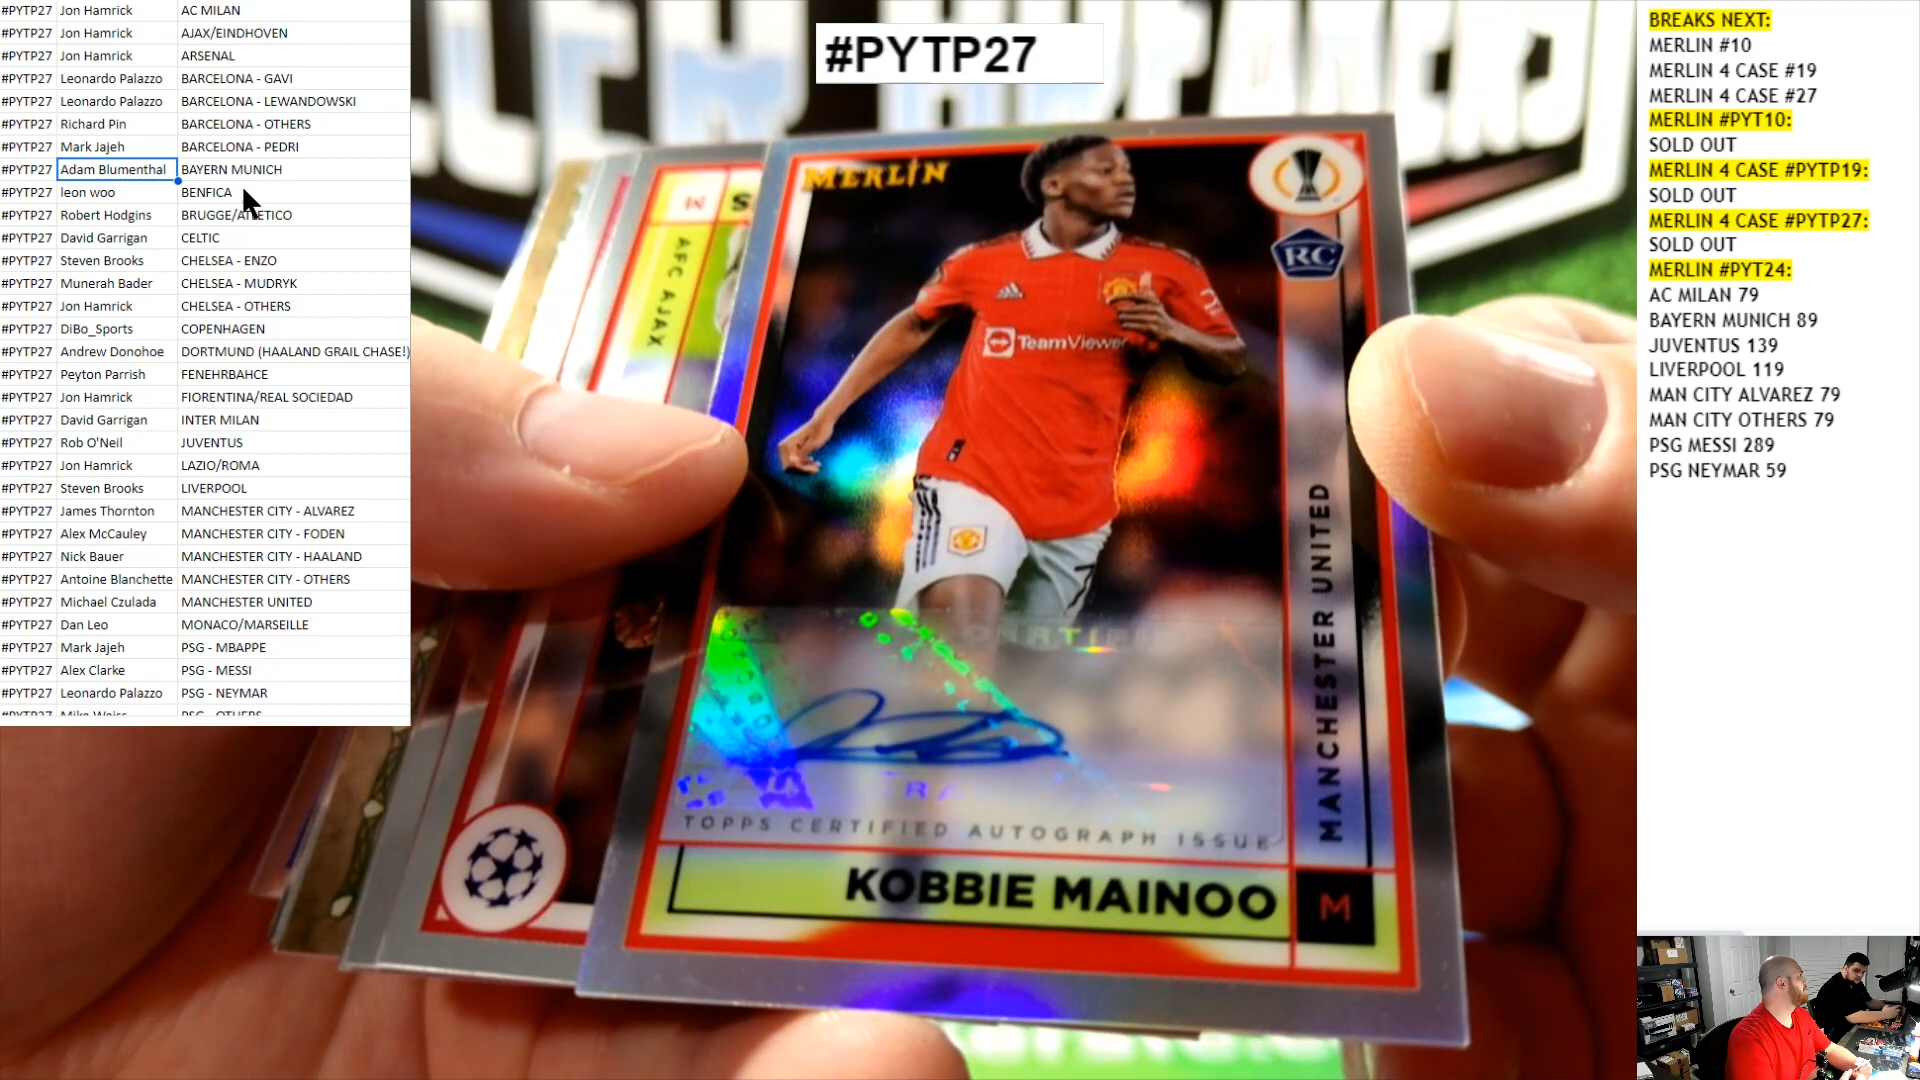 #PYTP27 Jon Hamrick AC MILAN
#PYTP27 Jon Hamrick AJAX/EINDHOVEN
#PYTP27 Jon Hamrick ARSENAL
#PYTP27 Leonardo Palazzo BARCELONA - GAVI
#PYTP27 Leonardo Palazzo BARCELONA - LEWANDOWSKI
#PYTP27 Richard Pin BARCELONA - OTHERS
#PYTP27 Mark Jajeh BARCELONA - PEDRI
#PYTP27 Adam Blumenthal BAYERN MUNICH
#PYTP27 leon woo BENFICA
#PYTP27 Robert Hodgins BRUGGE/ATLETICO
#PYTP27 David Garrigan CELTIC
#PYTP27 Steven Brooks CHELSEA - ENZO
#PYTP27 Munerah Bader CHELSEA - MUDRYK
#PYTP27 Jon Hamrick CHELSEA - OTHERS
#PYTP27 DiBo_Sports COPENHAGEN
#PYTP27 Andrew Donohoe DORTMUND (HAALAND GRAIL CHASE!)
#PYTP27 Peyton Parrish FENEHRBAHCE
#PYTP27 Jon Hamrick FIORENTINA/REAL SOCIEDAD
#PYTP27 David Garrigan INTER MILAN
#PYTP27 Rob O'Neil JUVENTUS
#PYTP27 Jon Hamrick LAZIO/ROMA
#PYTP27 Steven Brooks LIVERPOOL
#PYTP27 James Thornton MANCHESTER CITY - ALVAREZ
#PYTP27 Alex McCauley MANCHESTER CITY - FODEN
#PYTP27 Nick Bauer MANCHESTER CITY - HAALAND
#PYTP27 Antoine Blanchette MANCHESTER CITY - OTHERS
#PYTP27 Michael Czulada MANCHESTER UNITED
#PYTP27 Dan Leo MONACO/MARSEILLE
#PYTP27 Mark Jajeh PSG - MBAPPE
#PYTP27 Alex Clarke PSG - MESSI
#PYTP27 Leonardo Palazzo PSG - NEYMAR
#PYTP27 Mike Weiss PSG - OTHERS
#PYTP27
MERLIN
RC
AFC AJAX
TeamViewer
MANCHESTER UNITED
TOPPS CERTIFIED AUTOGRAPH ISSUE
KOBBIE MAINOO
M
BREAKS NEXT:
MERLIN #10
MERLIN 4 CASE #19
MERLIN 4 CASE #27
MERLIN #PYT10:
SOLD OUT
MERLIN 4 CASE #PYTP19:
SOLD OUT
MERLIN 4 CASE #PYTP27:
SOLD OUT
MERLIN #PYT24:
AC MILAN 79
BAYERN MUNICH 89
JUVENTUS 139
LIVERPOOL 119
MAN CITY ALVAREZ 79
MAN CITY OTHERS 79
PSG MESSI 289
PSG NEYMAR 59